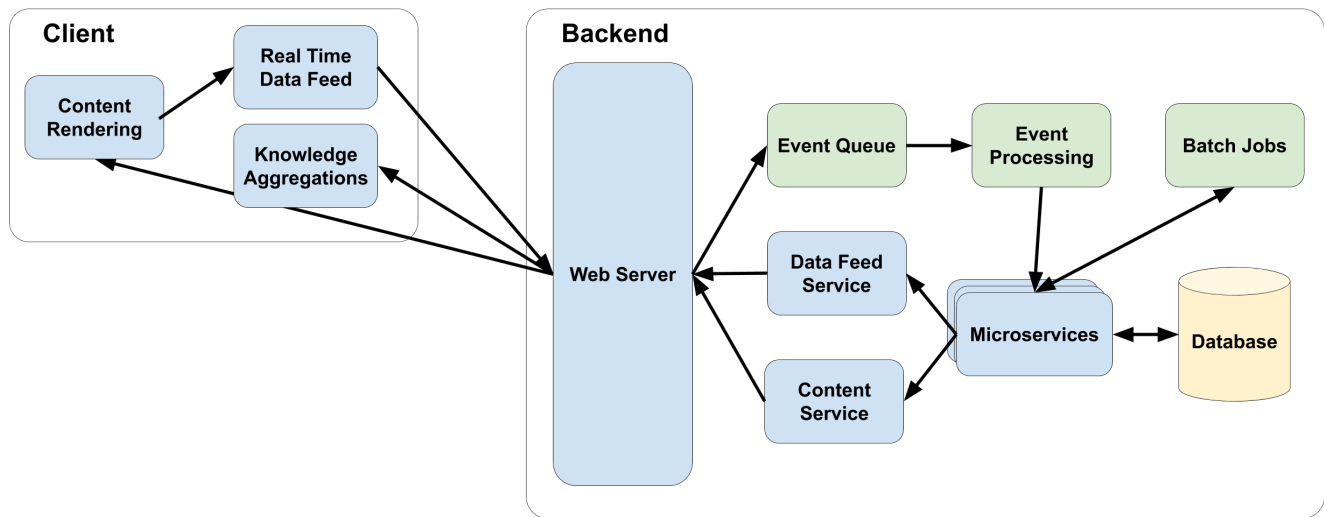 Client
Real Time
Data Feed
Content
Rendering
Knowledge
Aggregations
Backend
Web Server
Event Queue
Event
Processing
Batch Jobs
Data Feed
Service
Microservices
Database
Content
Service